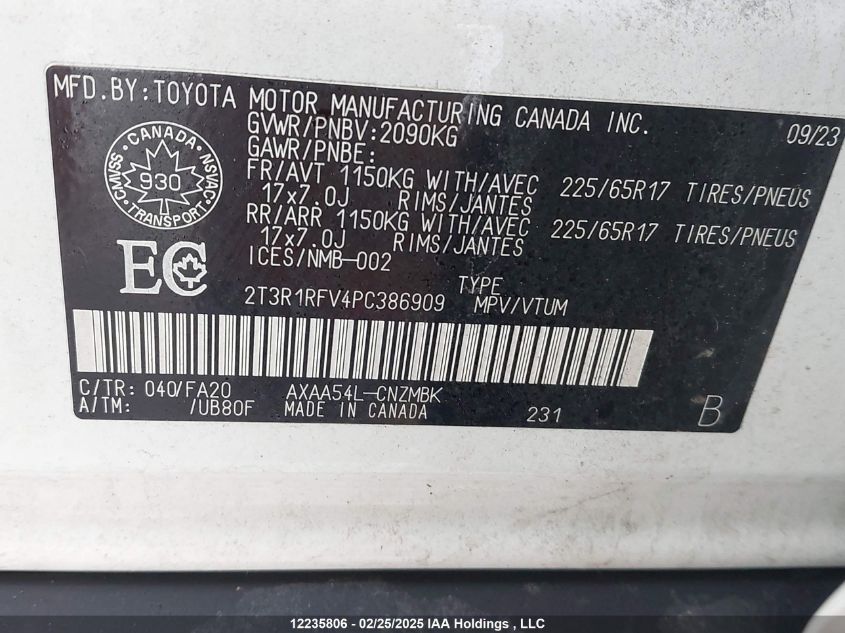 MFD.BY:TOYOTA MOTOR MANUFACTURING CANADA INC. 09/23
GVWR/PNBV:2090KG
GAWR/PNBE:
FR/AVT 1150KG WITH/AVEC 225/65R17 TIRES/PNEUS
17x7.0J RIMS/JANTES
RR/ARR 1150KG WITH/AVEC 225/65R17 TIRES/PNEUS
17x7.0J RIMS/JANTES
ICES/NMB-002
CANADA
CMVSS 930 NSVAC
TRANSPORT
EC
2T3R1RFV4PC386909 TYPE
MPV/VTUM
C/TR: 040/FA20 AXAA54L-CNZMBK
A/TM: /UB80F MADE IN CANADA 231 B
12235806 - 02/25/2025 IAA Holdings , LLC